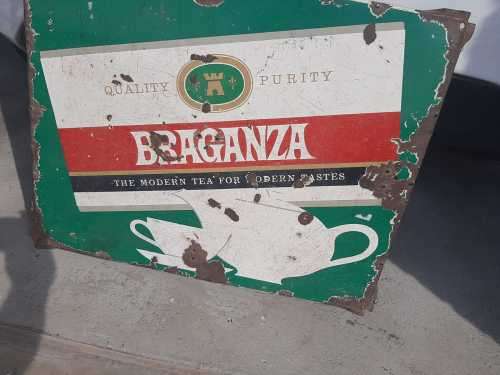 QUALITY PURITY
BRAGANZA
THE MODERN TEA FOR MODERN TASTES